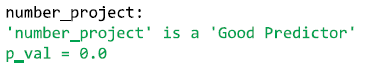 number_project:
'number_project' is a 'Good Predictor'
p_val = 0.0